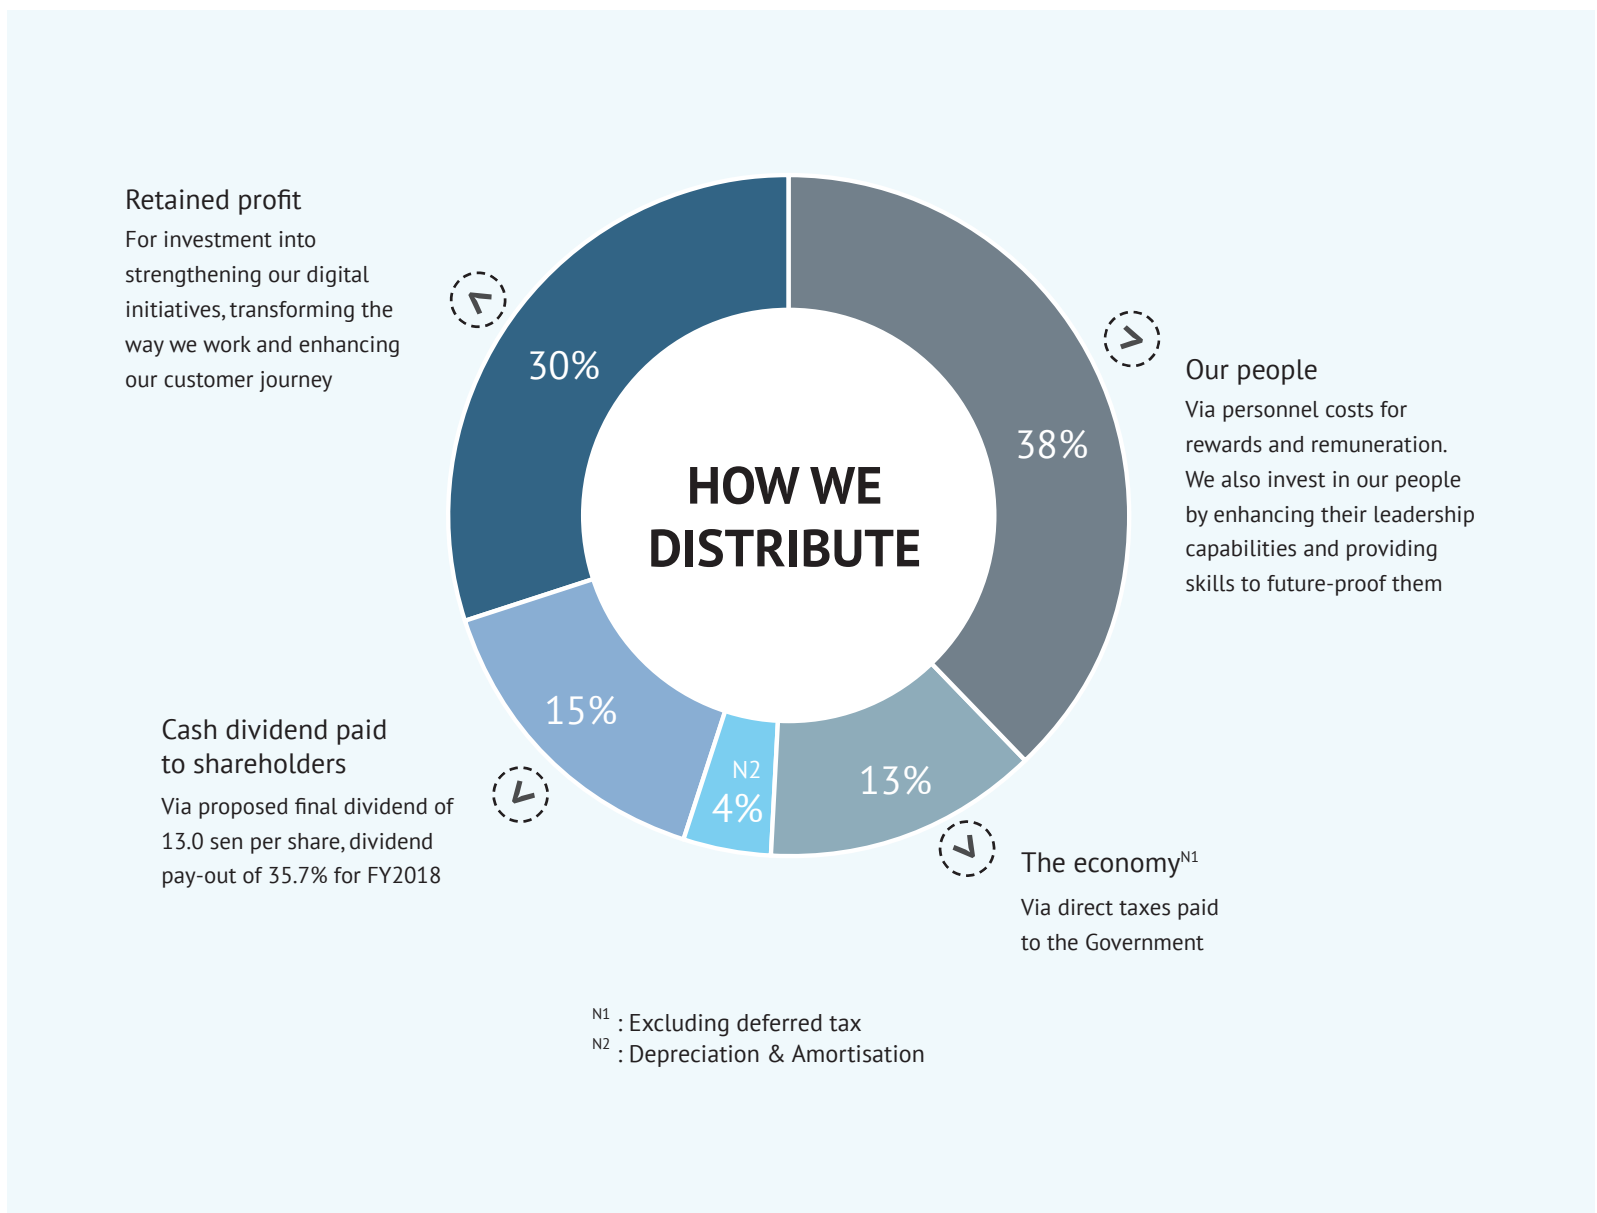 Retained profit
For investment into
strengthening our digital
initiatives, transforming the
way we work and enhancing
our customer journey
30%
38%
Our people
Via personnel costs for
rewards and remuneration.
We also invest in our people
by enhancing their leadership
capabilities and providing
skills to future-proof them
HOW WE
DISTRIBUTE
15%
Cash dividend paid
to shareholders
Via proposed final dividend of
13.0 sen per share, dividend
pay-out of 35.7% for FY2018
N2
4%
13%
The economyN1
Via direct taxes paid
to the Government
N1 : Excluding deferred tax
N2 : Depreciation & Amortisation